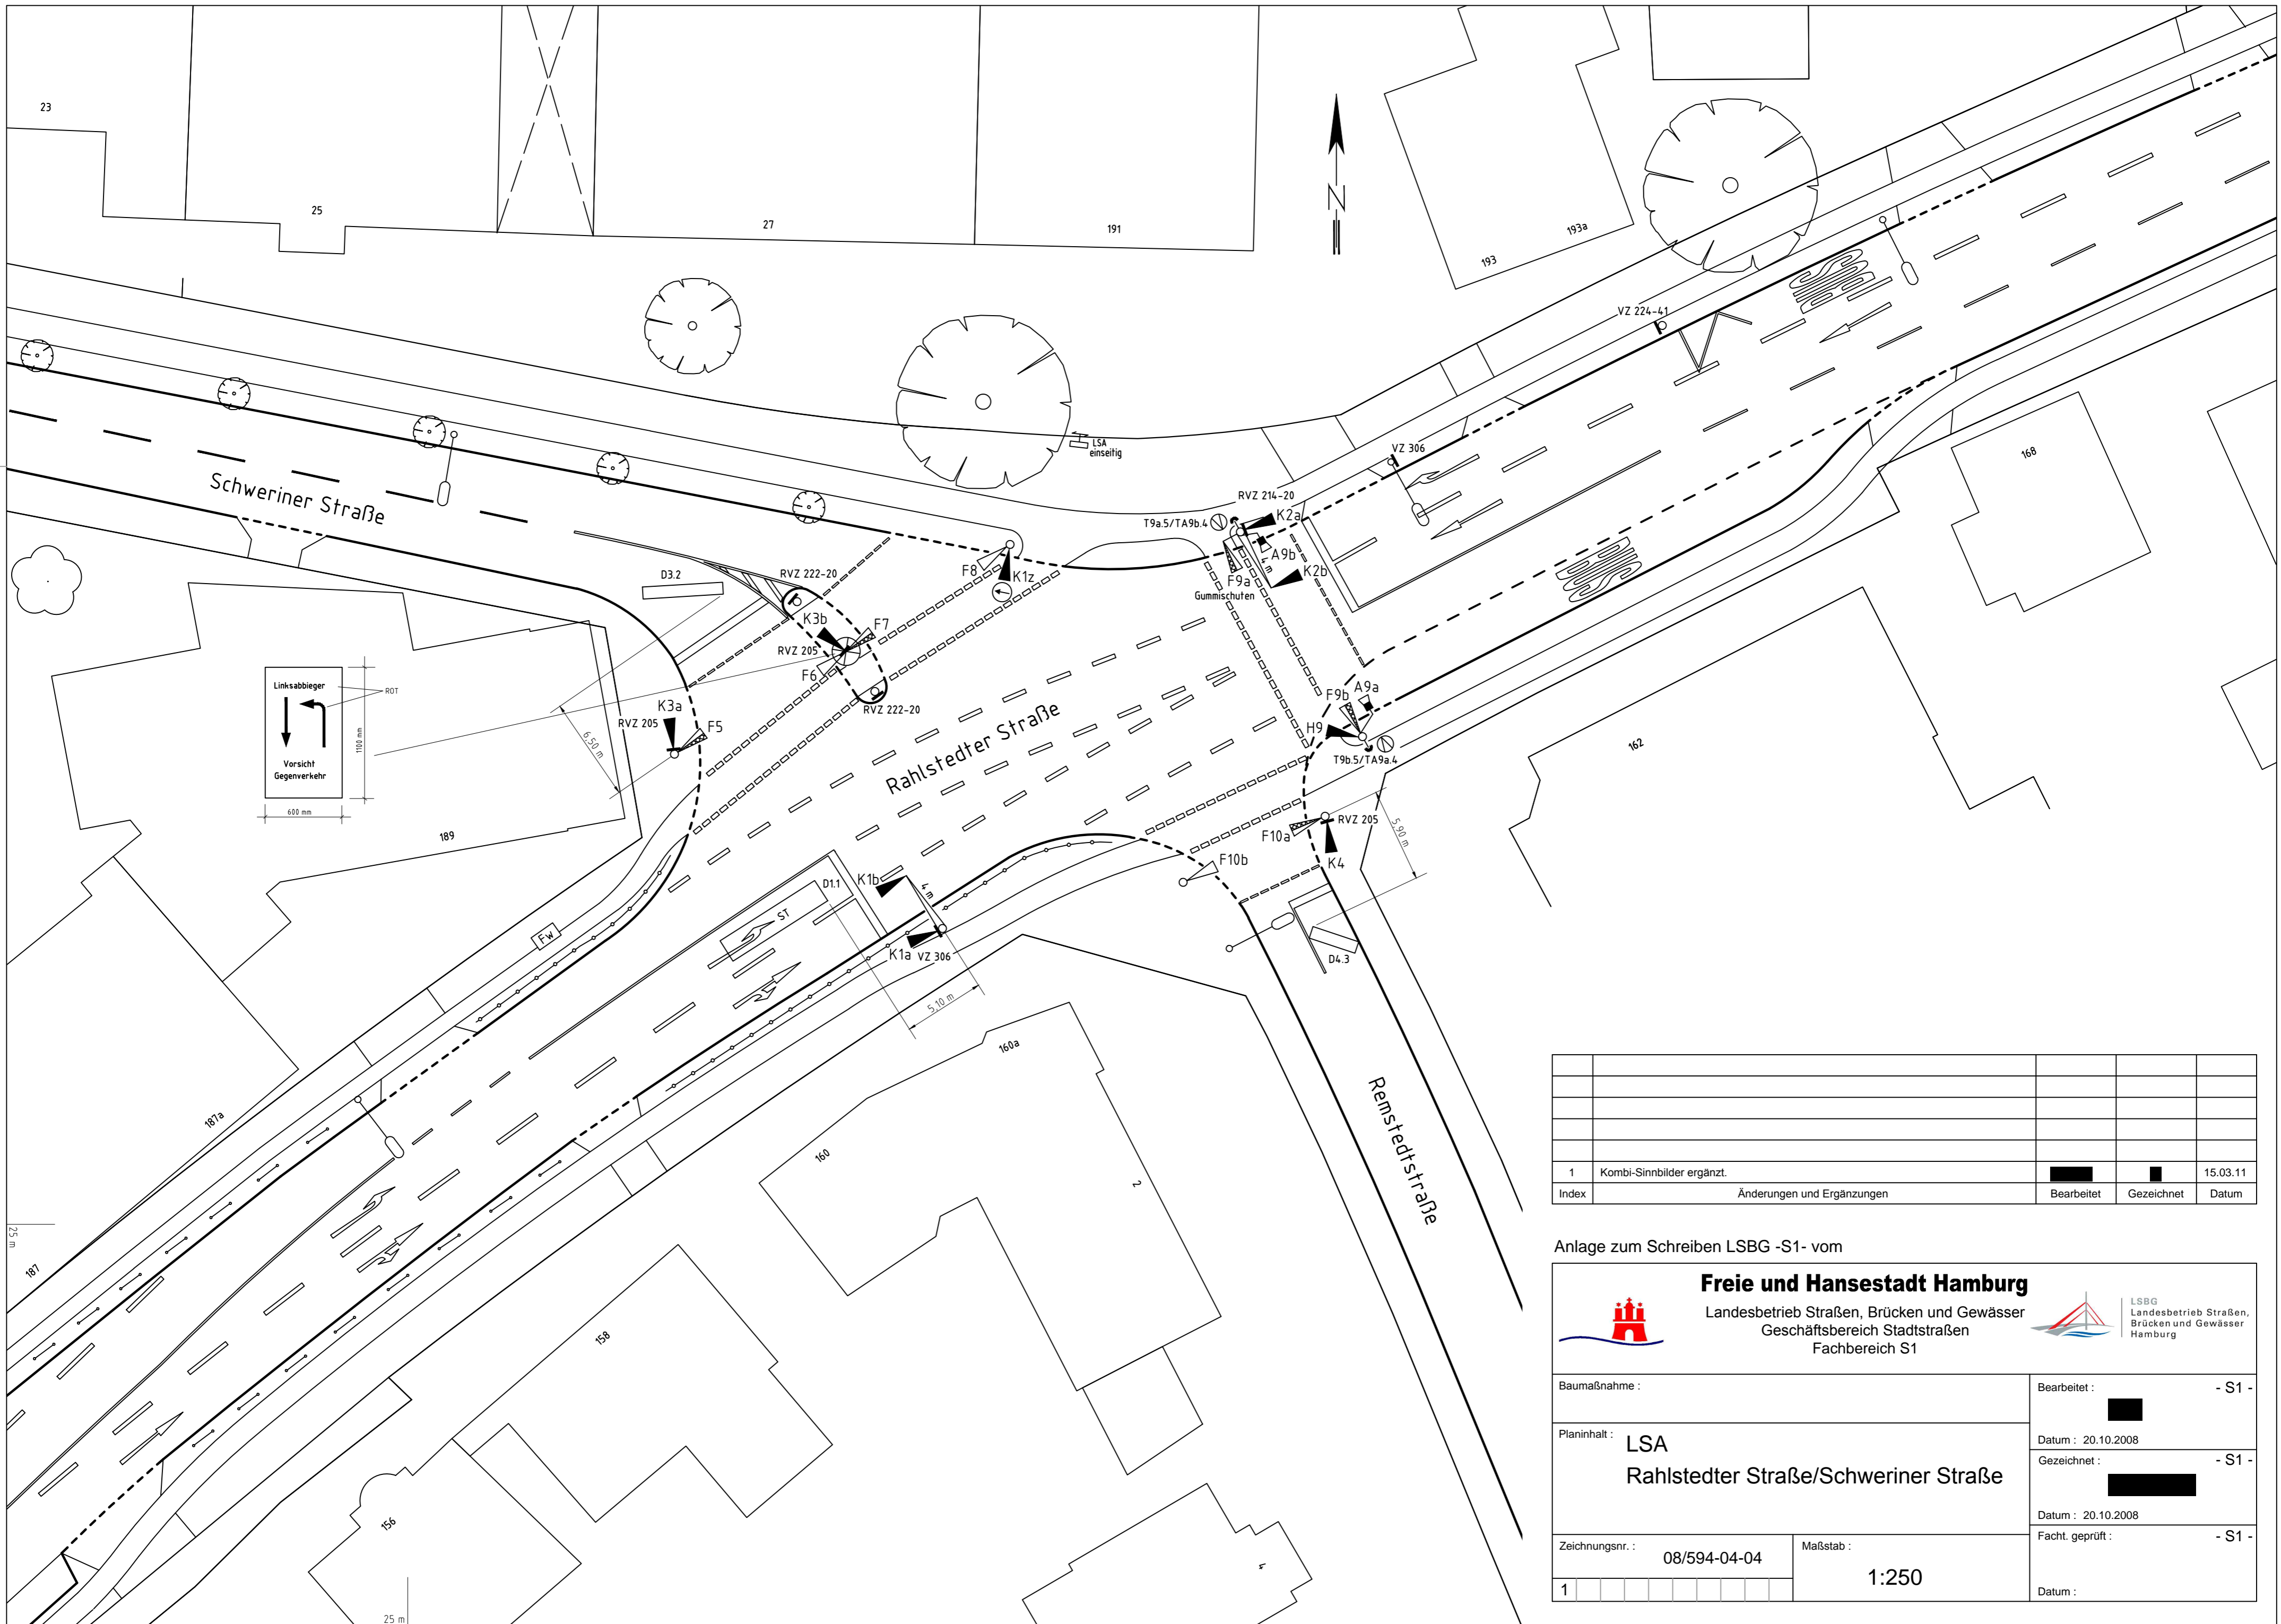 23
25
27
191
193
193a
N
VZ 224-41
VZ 306
168
LSA
einseitig
RVZ 214-20
T9a.5/TA9b.4
K2a
A9b
4 m
K2b
F9a
Gummischuten
Schweriner Straße
D3.2
RVZ 222-20
F8
K1z
K3b
F7
RVZ 205
F6
RVZ 222-20
K3a
RVZ 205
F5
6,50 m
Linksabbieger
ROT
Vorsicht
Gegenverkehr
1100 mm
600 mm
189
Rahlstedter Straße
F9b
A9a
H9
T9b.5/TA9a.4
162
RVZ 205
F10a
K4
5,90 m
F10b
D4.3
D1.1
ST
K1b
4 m
K1a
VZ 306
5,10 m
Fw
160a
187a
160
2
Remstedtstraße
25 m
187
158
156
4
25 m
1 Kombi-Sinnbilder ergänzt. 15.03.11
Index Änderungen und Ergänzungen Bearbeitet Gezeichnet Datum
Anlage zum Schreiben LSBG -S1- vom
Freie und Hansestadt Hamburg
Landesbetrieb Straßen, Brücken und Gewässer
Geschäftsbereich Stadtstraßen
Fachbereich S1
LSBG
Landesbetrieb Straßen,
Brücken und Gewässer
Hamburg
Baumaßnahme :
Bearbeitet : - S1 -
Datum : 20.10.2008
Planinhalt :
LSA
Rahlstedter Straße/Schweriner Straße
Gezeichnet : - S1 -
Datum : 20.10.2008
Zeichnungsnr. :
08/594-04-04
1
Maßstab :
1:250
Facht. geprüft : - S1 -
Datum :